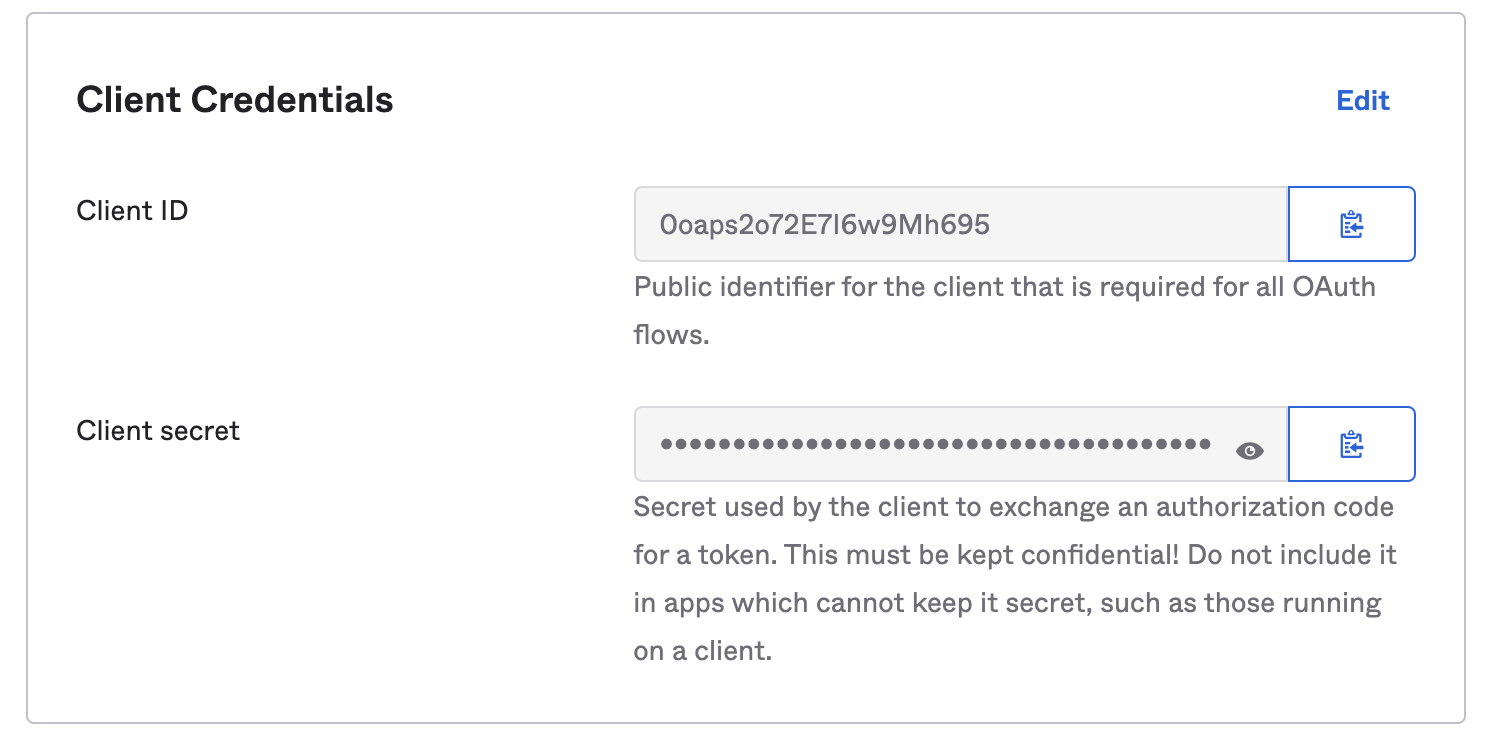 Client Credentials
Edit
Client ID
0oaps2o72E7I6w9Mh695
Public identifier for the client that is required for all OAuth
flows.
Client secret
••••••••••••••••••••••••••••••••••••••
Secret used by the client to exchange an authorization code
for a token. This must be kept confidential! Do not include it
in apps which cannot keep it secret, such as those running
on a client.